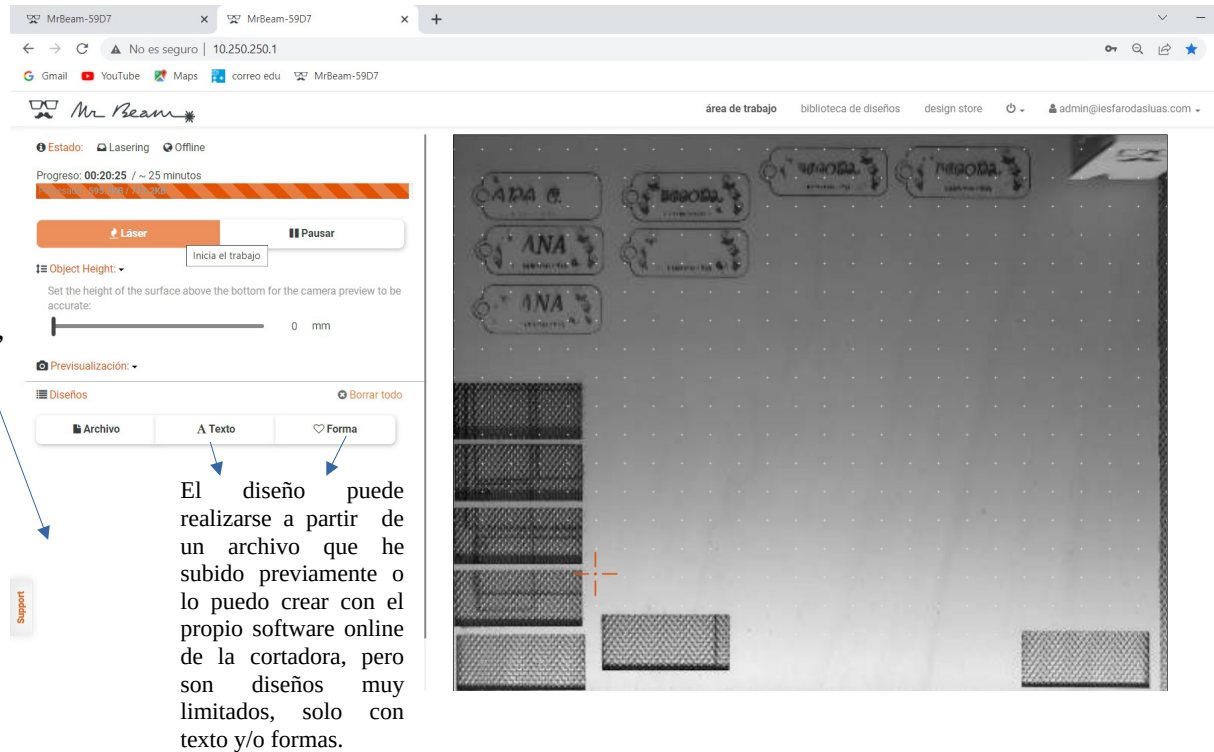 MrBeam-59D7
MrBeam-59D7
No es seguro | 10.250.250.1
Gmail YouTube Maps correo edu MrBeam-59D7
Mr Beam
área de trabajo biblioteca de diseños design store admin@iesfarodasluas.com
Estado: Lasering Offline
Progreso: 00:20:25 / ~ 25 minutos
Láser Pausar
Inicia el trabajo
Object Height:
Set the height of the surface above the bottom for the camera preview to be
accurate:
0 mm
,
Previsualización:
Diseños Borrar todo
Archivo A Texto Forma
El diseño puede
realizarse a partir de
un archivo que he
subido previamente o
lo puedo crear con el
propio software online
de la cortadora, pero
son diseños muy
limitados, solo con
texto y/o formas.
Support
ANA
ANA